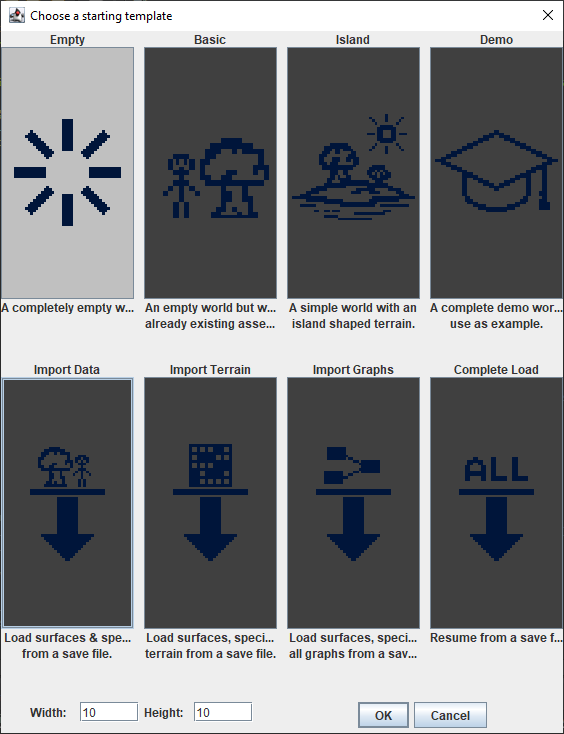 Choose a starting template
Empty Basic Island Demo
A completely empty w... An empty world but w... A simple world with an A complete demo wor...
already existing asse... island shaped terrain. use as example.
Import Data Import Terrain Import Graphs Complete Load
ALL
Load surfaces & spe... Load surfaces, speci... Load surfaces, speci... Resume from a save f...
from a save file. terrain from a save file. all graphs from a sav...
Width: 10 Height: 10 OK Cancel